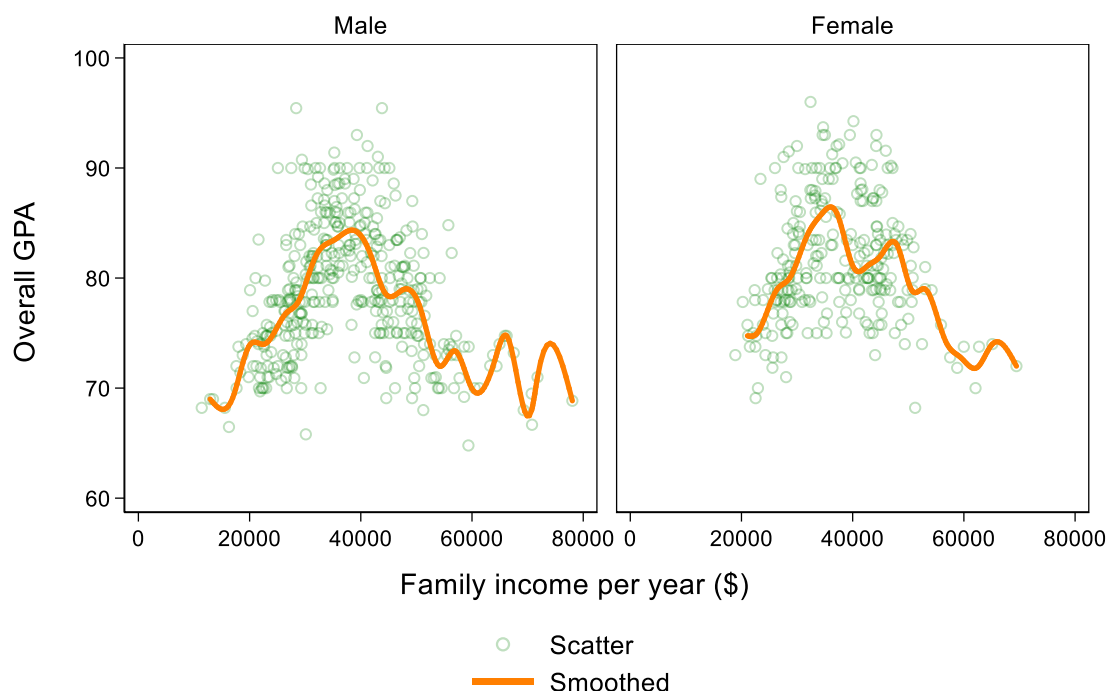 Male Female
100
90
80
70
60
Overall GPA
0 20000 40000 60000 80000 0 20000 40000 60000 80000
Family income per year ($)
Scatter
Smoothed